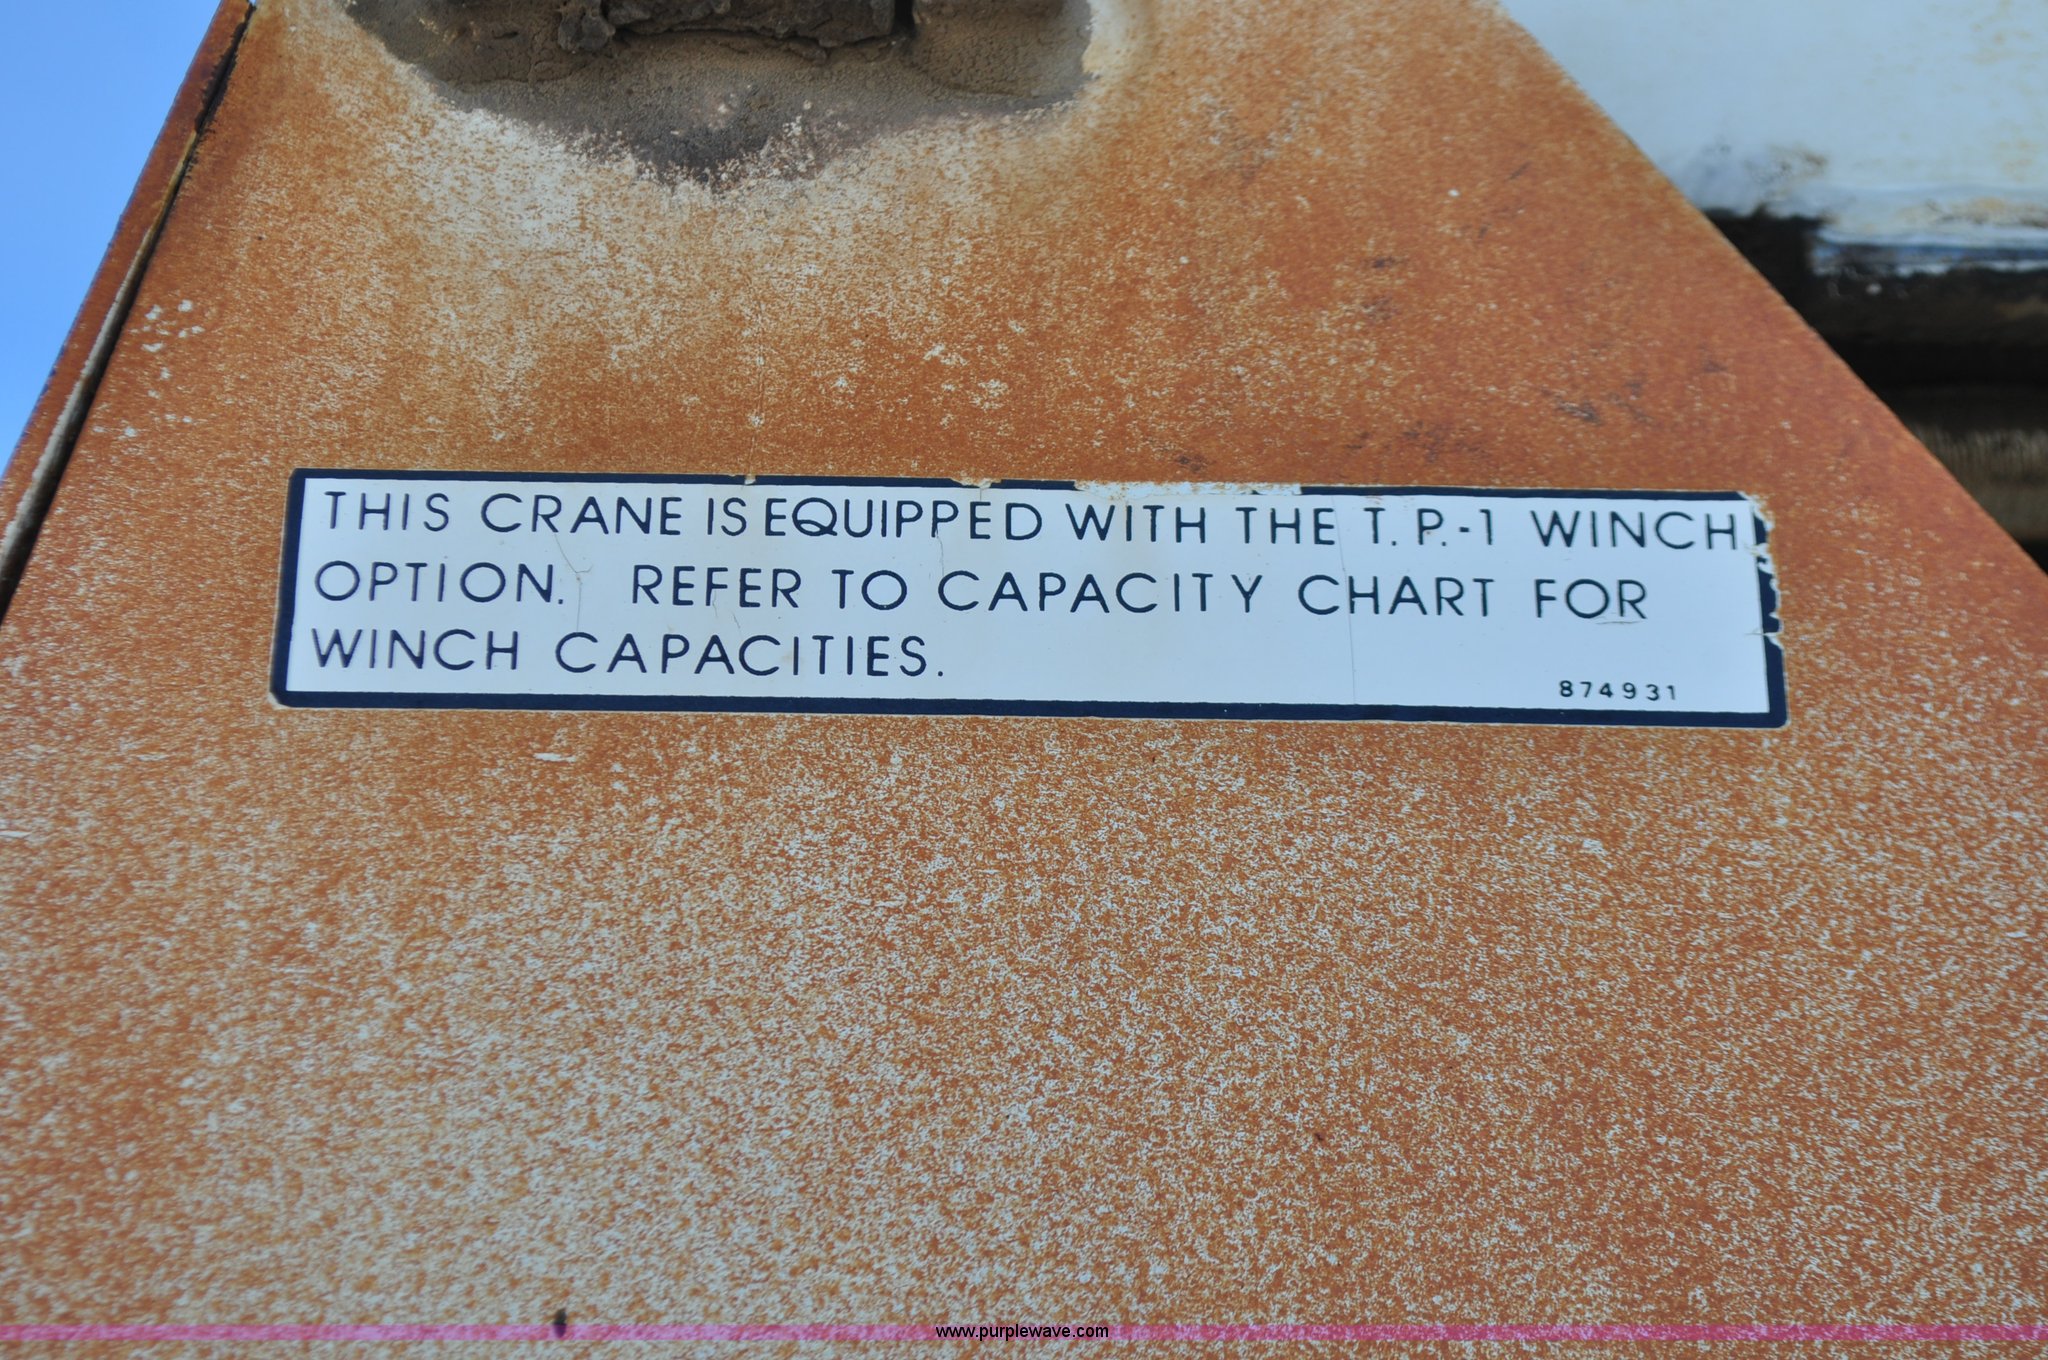 THIS CRANE IS EQUIPPED WITH THE T. P.-1 WINCH
OPTION. REFER TO CAPACITY CHART FOR
WINCH CAPACITIES.
874931
www.purplewave.com